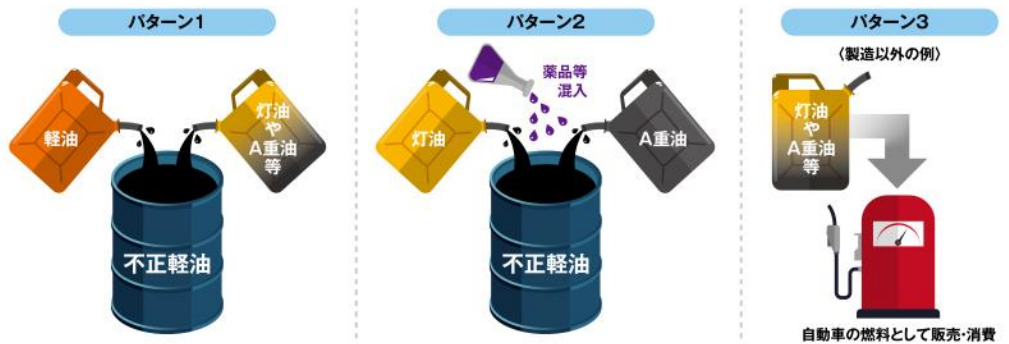 パターン1
軽油
灯油
や
A重油
等
不正軽油
パターン2
薬品等
混入
灯油
A重油
不正軽油
パターン3
〈製造以外の例〉
灯油
や
A重油
等
自動車の燃料として販売・消費